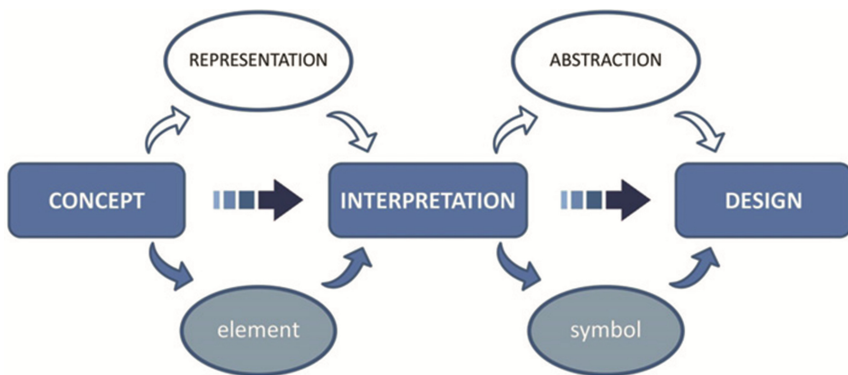 REPRESENTATION
ABSTRACTION
CONCEPT
INTERPRETATION
DESIGN
element
symbol